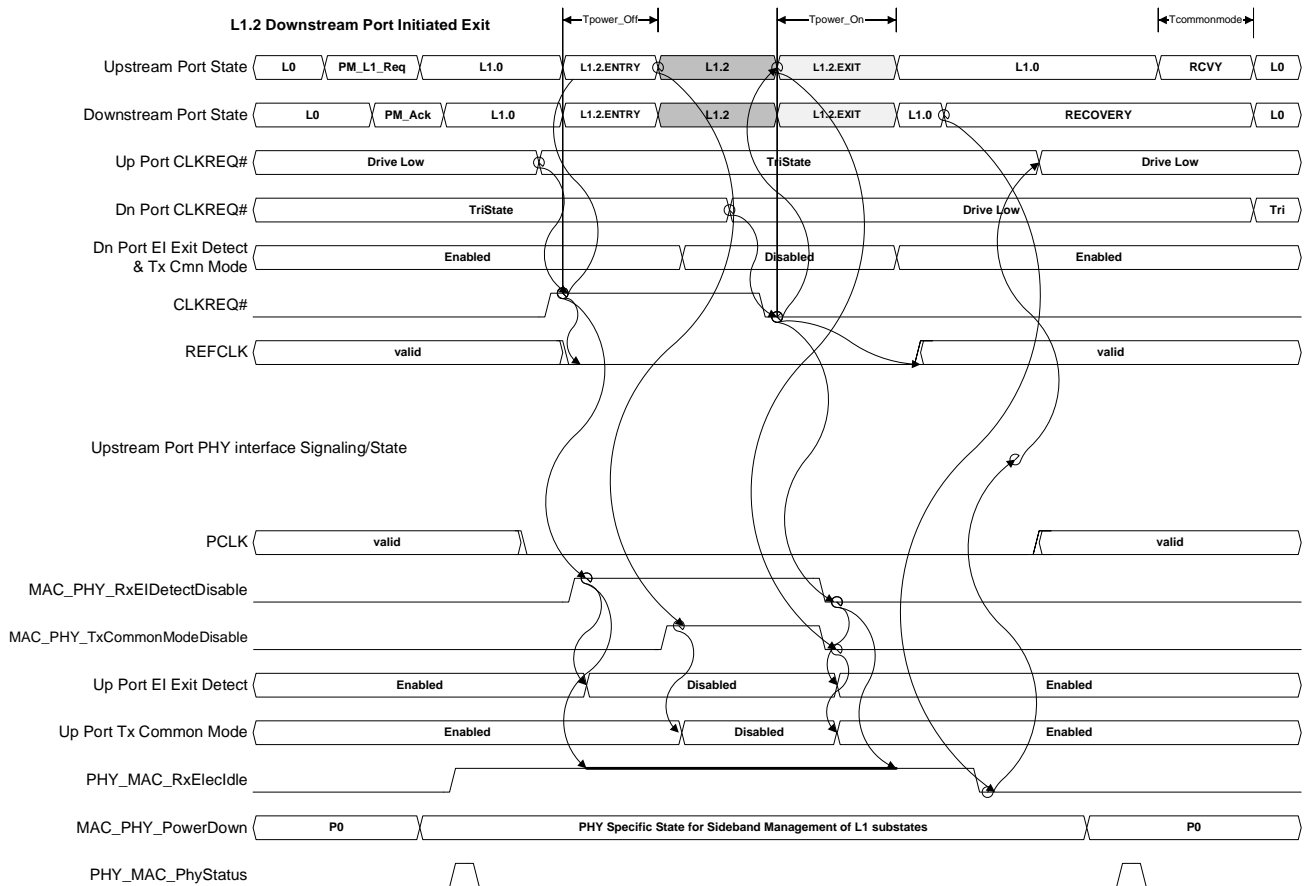 L1.2 Downstream Port Initiated Exit
Tpower_Off
Tpower_On
Tcommonmode
Upstream Port State L0 PM_L1_Req L1.0 L1.2.ENTRY L1.2 L1.2.EXIT L1.0 RCVY L0
Downstream Port State L0 PM_Ack L1.0 L1.2.ENTRY L1.2 L1.2.EXIT L1.0 RECOVERY L0
Up Port CLKREQ# Drive Low TriState Drive Low
Dn Port CLKREQ# TriState Drive Low Tri
Dn Port EI Exit Detect
& Tx Cmn Mode Enabled Disabled Enabled
CLKREQ#
REFCLK valid valid
Upstream Port PHY interface Signaling/State
PCLK valid valid
MAC_PHY_RxEIDetectDisable
MAC_PHY_TxCommonModeDisable
Up Port EI Exit Detect Enabled Disabled Enabled
Up Port Tx Common Mode Enabled Disabled Enabled
PHY_MAC_RxElecIdle
MAC_PHY_PowerDown P0 PHY Specific State for Sideband Management of L1 substates P0
PHY_MAC_PhyStatus